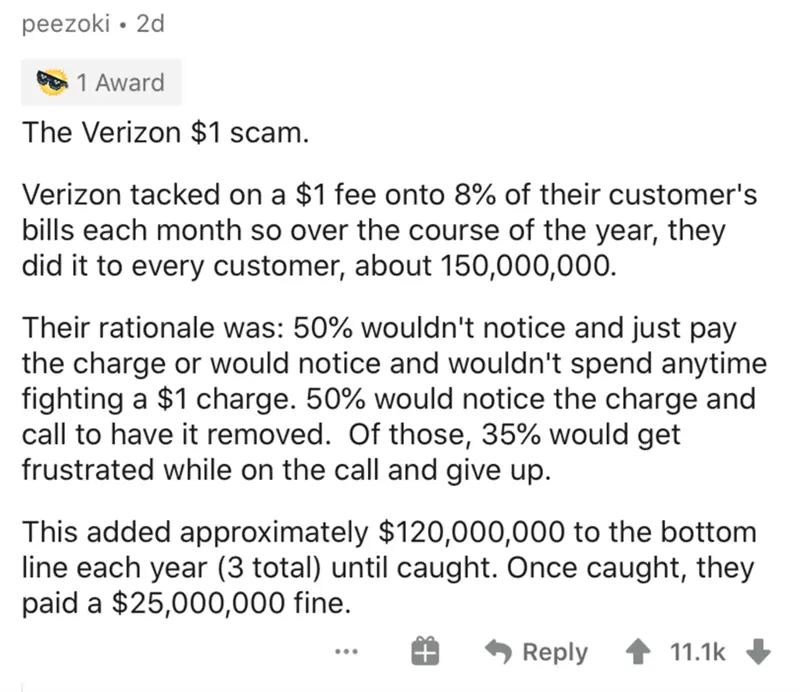 peezoki • 2d
1 Award
The Verizon $1 scam.
Verizon tacked on a $1 fee onto 8% of their customer's
bills each month so over the course of the year, they
did it to every customer, about 150,000,000.
Their rationale was: 50% wouldn't notice and just pay
the charge or would notice and wouldn't spend anytime
fighting a $1 charge. 50% would notice the charge and
call to have it removed.  Of those, 35% would get
frustrated while on the call and give up.
This added approximately $120,000,000 to the bottom
line each year (3 total) until caught. Once caught, they
paid a $25,000,000 fine.
... Reply 11.1k